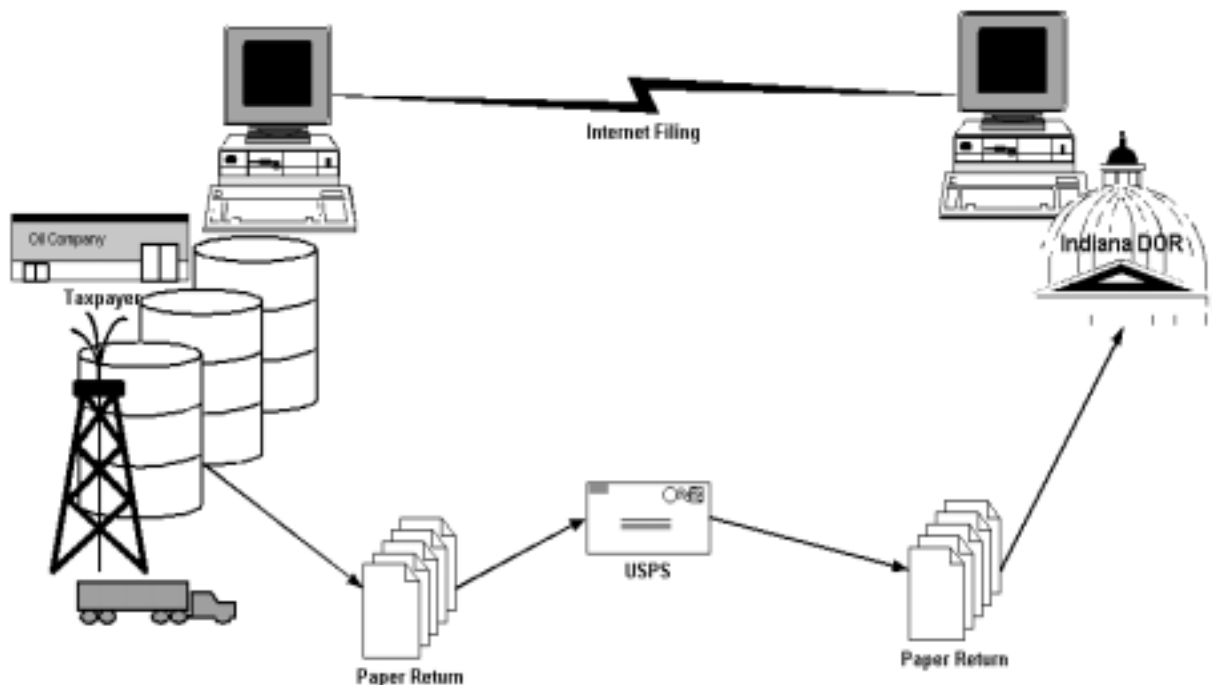 Internet Filing
Oil Company
Taxpayer
Indiana DOR
USPS
Paper Return
Paper Return